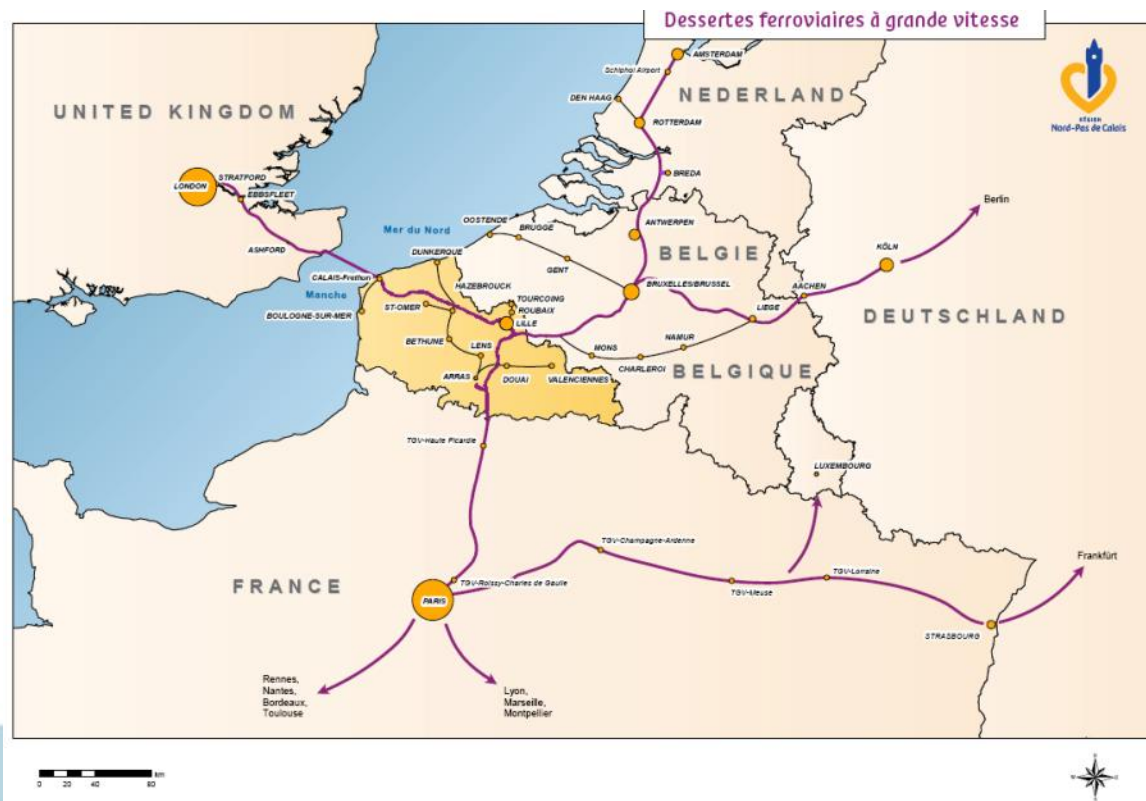 Dessertes ferroviaires à grande vitesse
RÉGION
Nord-Pas de Calais
UNITED KINGDOM
NEDERLAND
AMSTERDAM
Schiphol Airport
DEN HAAG
ROTTERDAM
BREDA
STRATFORD
LONDON
EBBSFLEET
ASHFORD
Mer du Nord
OOSTENDE
BRUGGE
GENT
ANTWERPEN
BELGIE
BRUXELLES/BRUSSEL
Berlin
KÖLN
AACHEN
LIEGE
DEUTSCHLAND
DUNKERQUE
CALAIS-Frethun
Manche
HAZEBROUCK
TOURCOING
ROUBAIX
LILLE
ST-OMER
BOULOGNE-SUR-MER
BETHUNE
LENS
ARRAS
DOUAI
VALENCIENNES
MONS
CHARLEROI
NAMUR
BELGIQUE
TGV-Haute Picardie
LUXEMBOURG
TGV-Champagne-Ardenne
TGV-Roissy-Charles de Gaulle
TGV-Meuse
TGV-Lorraine
Frankfürt
FRANCE
PARIS
STRASBOURG
Rennes,
Nantes,
Bordeaux,
Toulouse
Lyon,
Marseille,
Montpellier
0 20 40 80
km